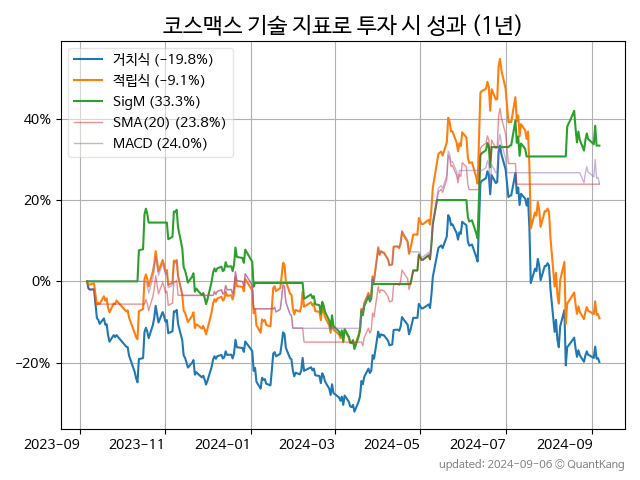 코스맥스 기술 지표로 투자 시 성과 (1년)
거치식 (−19.8%)
적립식 (−9.1%)
SigM (33.3%)
SMA(20) (23.8%)
MACD (24.0%)
40%
20%
0%
−20%
2023-09 2023-11 2024-01 2024-03 2024-05 2024-07 2024-09
updated: 2024-09-06 © QuantKang